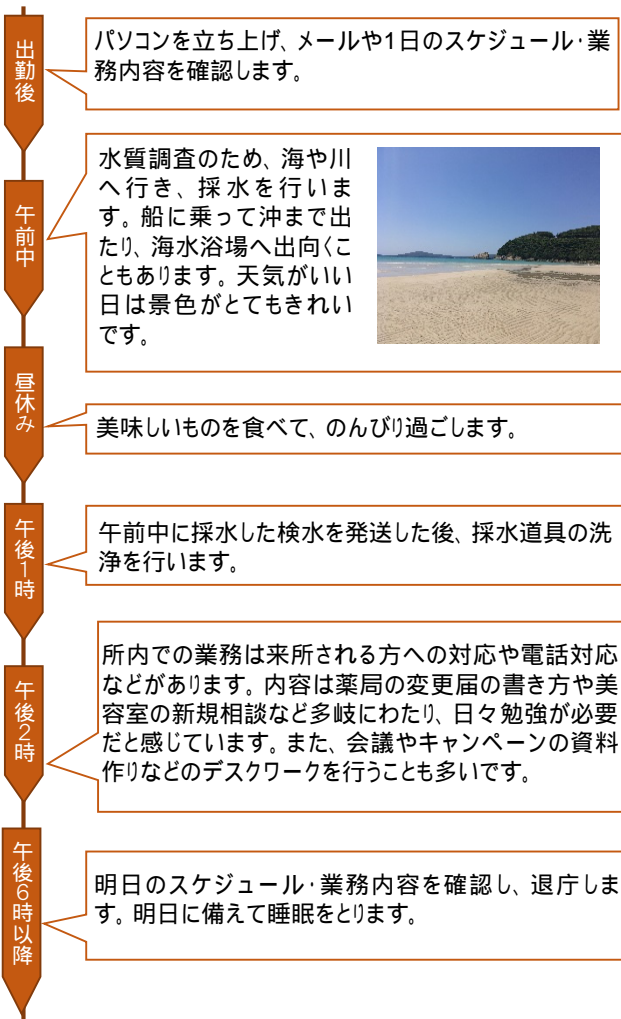 出勤後
パソコンを立ち上げ、メールや1日のスケジュール・業
務内容を確認します。
午前中
水質調査のため、海や川
へ行き、採水を行いま
す。船に乗って沖まで出
たり、海水浴場へ出向くこ
ともあります。天気がいい
日は景色がとてもきれい
です。
昼休み
美味しいものを食べて、のんびり過ごします。
午後1時
午前中に採水した検水を発送した後、採水道具の洗
浄を行います。
午後2時
所内での業務は来所される方への対応や電話対応
などがあります。内容は薬局の変更届の書き方や美
容室の新規相談など多岐にわたり、日々勉強が必要
だと感じています。また、会議やキャンペーンの資料
作りなどのデスクワークを行うことも多いです。
午後6時以降
明日のスケジュール・業務内容を確認し、退庁しま
す。明日に備えて睡眠をとります。